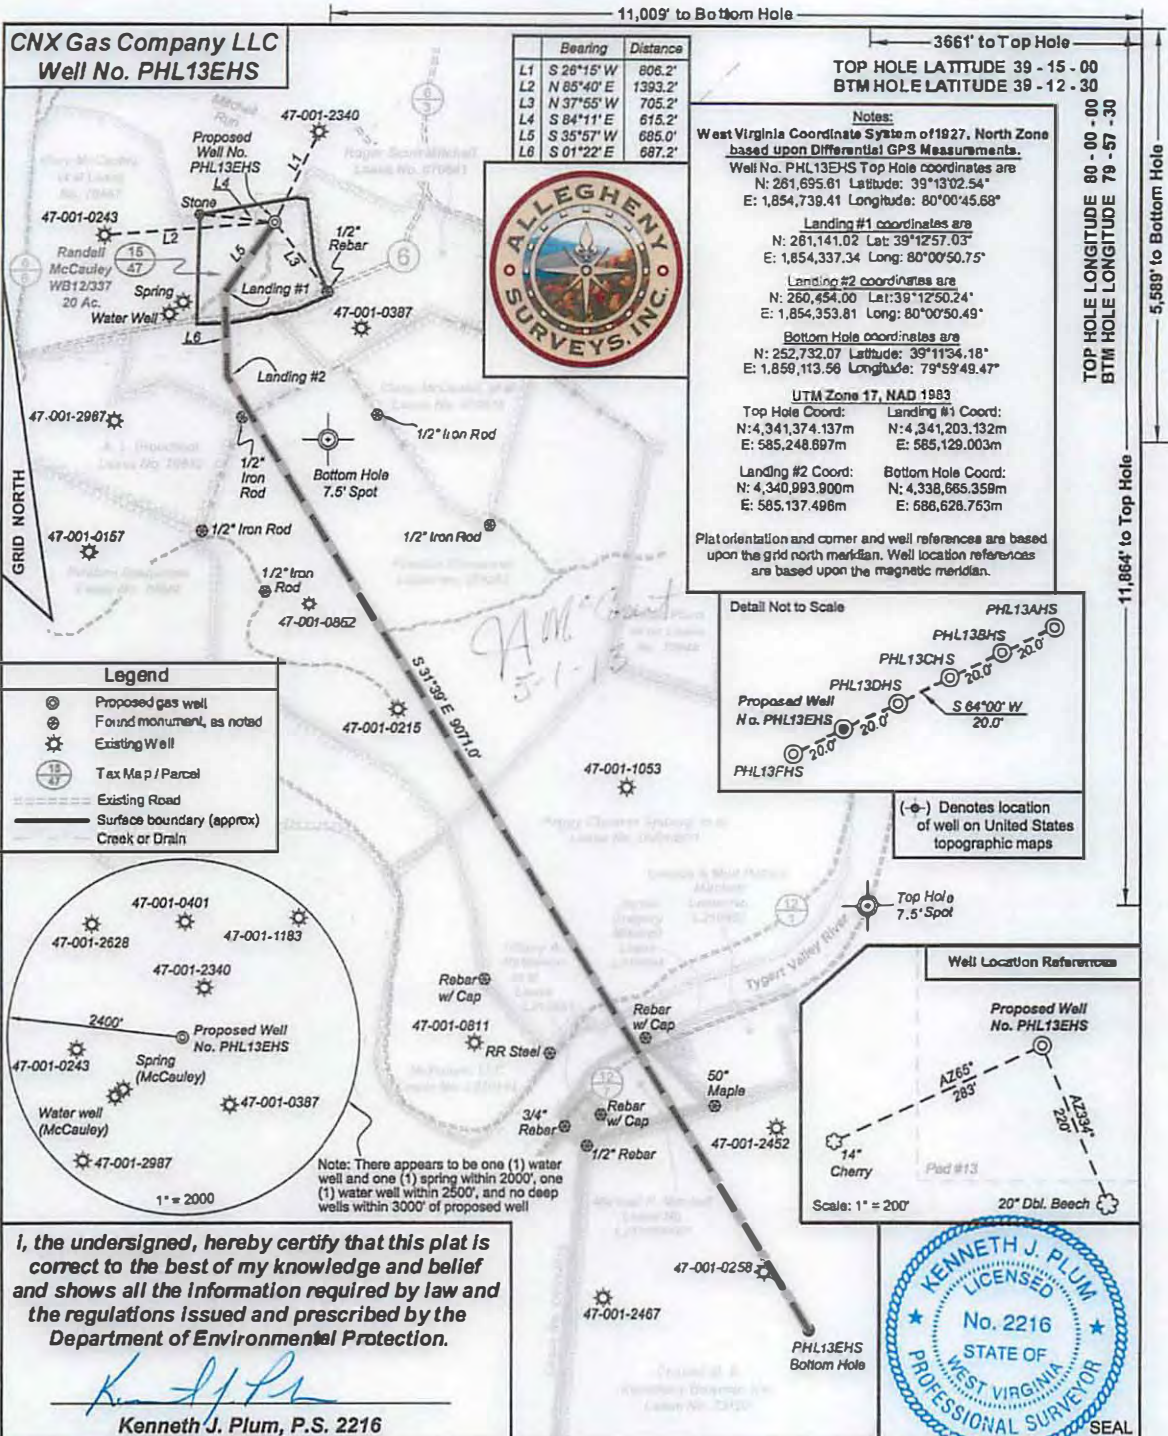 11,009' to Bottom Hole
3661' to Top Hole
CNX Gas Company LLC
Well No. PHL13EHS
TOP HOLE LATITUDE 39 - 15 - 00
BTM HOLE LATITUDE 39 - 12 - 30
TOP HOLE LONGITUDE 80 - 00 - 00
BTM HOLE LONGITUDE 79 - 57 - 30
5,589' to Bottom Hole
11,864' to Top Hole
Bearing Distance
L1 S 26°15' W 806.2'
L2 N 85°40' E 1393.2'
L3 N 37°55' W 705.2'
L4 S 84°11' E 615.2'
L5 S 35°57' W 685.0'
L6 S 01°22' E 687.2'
ALLEGHENY SURVEYS, INC.
Notes:
West Virginia Coordinate System of 1927, North Zone
based upon Differential GPS Measurements.
Well No. PHL13EHS Top Hole coordinates are
N: 261,695.61 Latitude: 39°13'02.54"
E: 1,854,739.41 Longitude: 80°00'45.68"
Landing #1 coordinates are
N: 261,141.02 Lat: 39°12'57.03"
E: 1,854,337.34 Long: 80°00'50.75"
Landing #2 coordinates are
N: 260,454.00 Lat:39°12'50.24"
E: 1,854,353.81 Long: 80°00'50.49"
Bottom Hole coordinates are
N: 252,732.07 Latitude: 39°11'34.18"
E: 1,859,113.56 Longitude: 79°59'49.47"
UTM Zone 17, NAD 1983
Top Hole Coord: Landing #1 Coord:
N:4,341,374.137m N:4,341,203.132m
E: 585,248.697m E: 585,129.003m
Landing #2 Coord: Bottom Hole Coord:
N: 4,340,993.900m N: 4,338,665.359m
E: 585.137.496m E: 586,626.753m
Plat orientation and corner and well references are based
upon the grid north meridian. Well location references
are based upon the magnetic meridian.
Mitchell
Run
47-001-2340
6
3
Proposed
Well No.
PHL13EHS
L1
L4
Stone
47-001-0243
L2
L5
L3
1/2"
Rebar
6
Randall
McCauley
WB12/337
20 Ac.
15
47
Landing #1
Spring
Water Well
47-001-0387
L6
Landing #2
47-001-2987
1/2"
Iron
Rod
1/2" Iron Rod
Bottom Hole
7.5' Spot
GRID NORTH
47-001-0157
1/2" Iron Rod
1/2" Iron Rod
1/2" Iron
Rod
47-001-0862
JAM
5-1-13
S 31°39' E 9071.0'
Detail Not to Scale
PHL13AHS
20.0'
PHL13BHS
20.0'
PHL13CHS
20.0'
PHL13DHS
20.0'
Proposed Well
No. PHL13EHS
S 64°00' W
20.0'
20.0'
PHL13FHS
Legend
Proposed gas well
Found monument, as noted
Existing Well
15
47
Tax Map / Parcel
Existing Road
Surface boundary (approx)
Creek or Drain
47-001-0215
47-001-1053
Denotes location
of well on United States
topographic maps
12
1
Top Hole
7.5' Spot
Tygart Valley River
47-001-0401
47-001-2628
47-001-1183
47-001-2340
2400'
Proposed Well
No. PHL13EHS
47-001-0243
Spring
(McCauley)
47-001-0387
Water well
(McCauley)
47-001-2987
1" = 2000
Rebar
w/ Cap
47-001-0811
RR Steel
Rebar
w/ Cap
50"
Maple
3/4"
Rebar
Rebar
w/ Cap
1/2" Rebar
47-001-2452
Note: There appears to be one (1) water
well and one (1) spring within 2000', one
(1) water well within 2500', and no deep
wells within 3000' of proposed well
Well Location References
Proposed Well
No. PHL13EHS
AZ65°
283'
AZ334°
220'
14"
Cherry
Pad #13
Scale: 1" = 200'
20" Dbl. Beech
47-001-0258
47-001-2467
PHL13EHS
Bottom Hole
I, the undersigned, hereby certify that this plat is
correct to the best of my knowledge and belief
and shows all the information required by law and
the regulations issued and prescribed by the
Department of Environmental Protection.
Kenneth J. Plum, P.S. 2216
KENNETH J. PLUM
LICENSED
No. 2216
STATE OF
WEST VIRGINIA
PROFESSIONAL SURVEYOR
SEAL